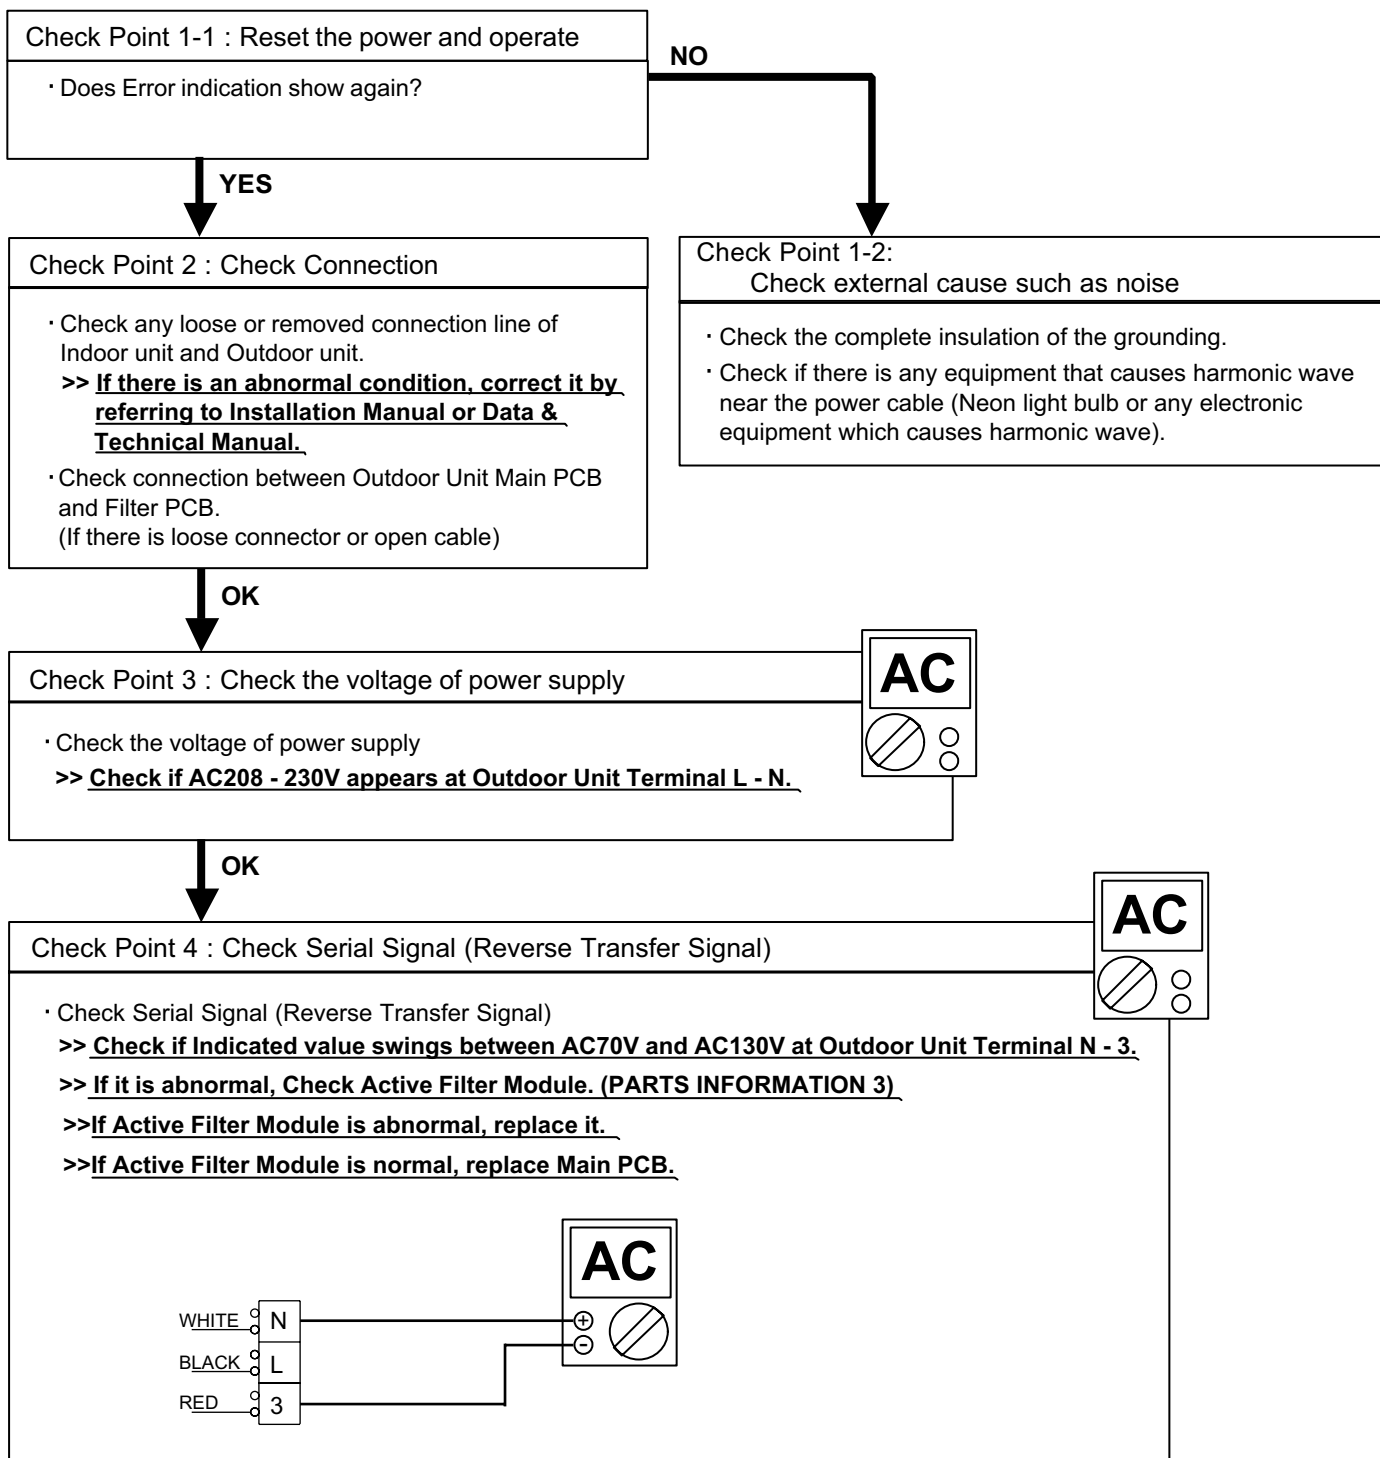 Check Point 1-1 : Reset the power and operate
· Does Error indication show again?
NO
YES
Check Point 2 : Check Connection
· Check any loose or removed connection line of
Indoor unit and Outdoor unit.
>> If there is an abnormal condition, correct it by
referring to Installation Manual or Data &
Technical Manual.
· Check connection between Outdoor Unit Main PCB
and Filter PCB.
(If there is loose connector or open cable)
Check Point 1-2:
Check external cause such as noise
· Check the complete insulation of the grounding.
· Check if there is any equipment that causes harmonic wave
near the power cable (Neon light bulb or any electronic
equipment which causes harmonic wave).
OK
Check Point 3 : Check the voltage of power supply
AC
· Check the voltage of power supply
>> Check if AC208 - 230V appears at Outdoor Unit Terminal L - N.
OK
Check Point 4 : Check Serial Signal (Reverse Transfer Signal)
AC
· Check Serial Signal (Reverse Transfer Signal)
>> Check if Indicated value swings between AC70V and AC130V at Outdoor Unit Terminal N - 3.
>> If it is abnormal, Check Active Filter Module. (PARTS INFORMATION 3)
>>If Active Filter Module is abnormal, replace it.
>>If Active Filter Module is normal, replace Main PCB.
AC
WHITE N +
BLACK L -
RED 3